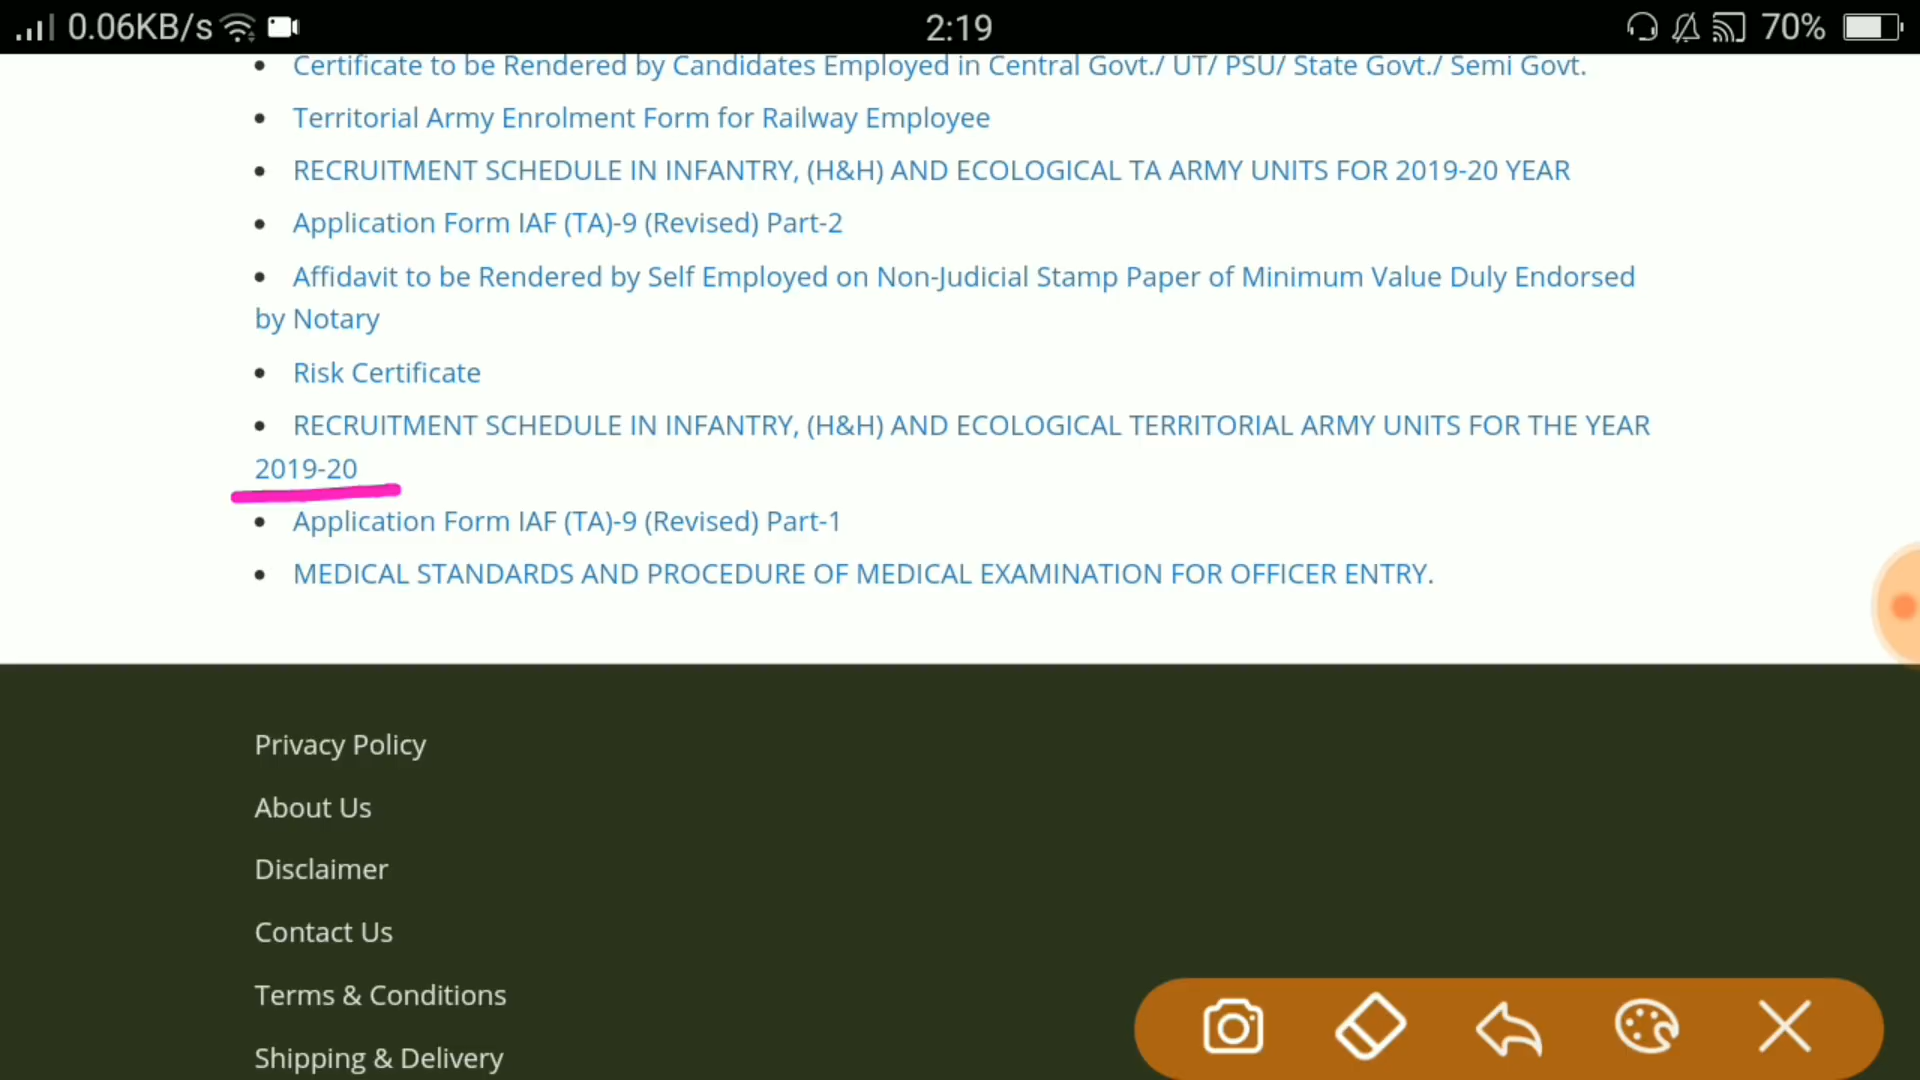 0.06KB/s 2:19 70%
Certificate to be Rendered by Candidates Employed in Central Govt./ UT/ PSU/ State Govt./ Semi Govt.
Territorial Army Enrolment Form for Railway Employee
RECRUITMENT SCHEDULE IN INFANTRY, (H&H) AND ECOLOGICAL TA ARMY UNITS FOR 2019-20 YEAR
Application Form IAF (TA)-9 (Revised) Part-2
Affidavit to be Rendered by Self Employed on Non-Judicial Stamp Paper of Minimum Value Duly Endorsed
by Notary
Risk Certificate
RECRUITMENT SCHEDULE IN INFANTRY, (H&H) AND ECOLOGICAL TERRITORIAL ARMY UNITS FOR THE YEAR
2019-20
Application Form IAF (TA)-9 (Revised) Part-1
MEDICAL STANDARDS AND PROCEDURE OF MEDICAL EXAMINATION FOR OFFICER ENTRY.
Privacy Policy
About Us
Disclaimer
Contact Us
Terms & Conditions
Shipping & Delivery